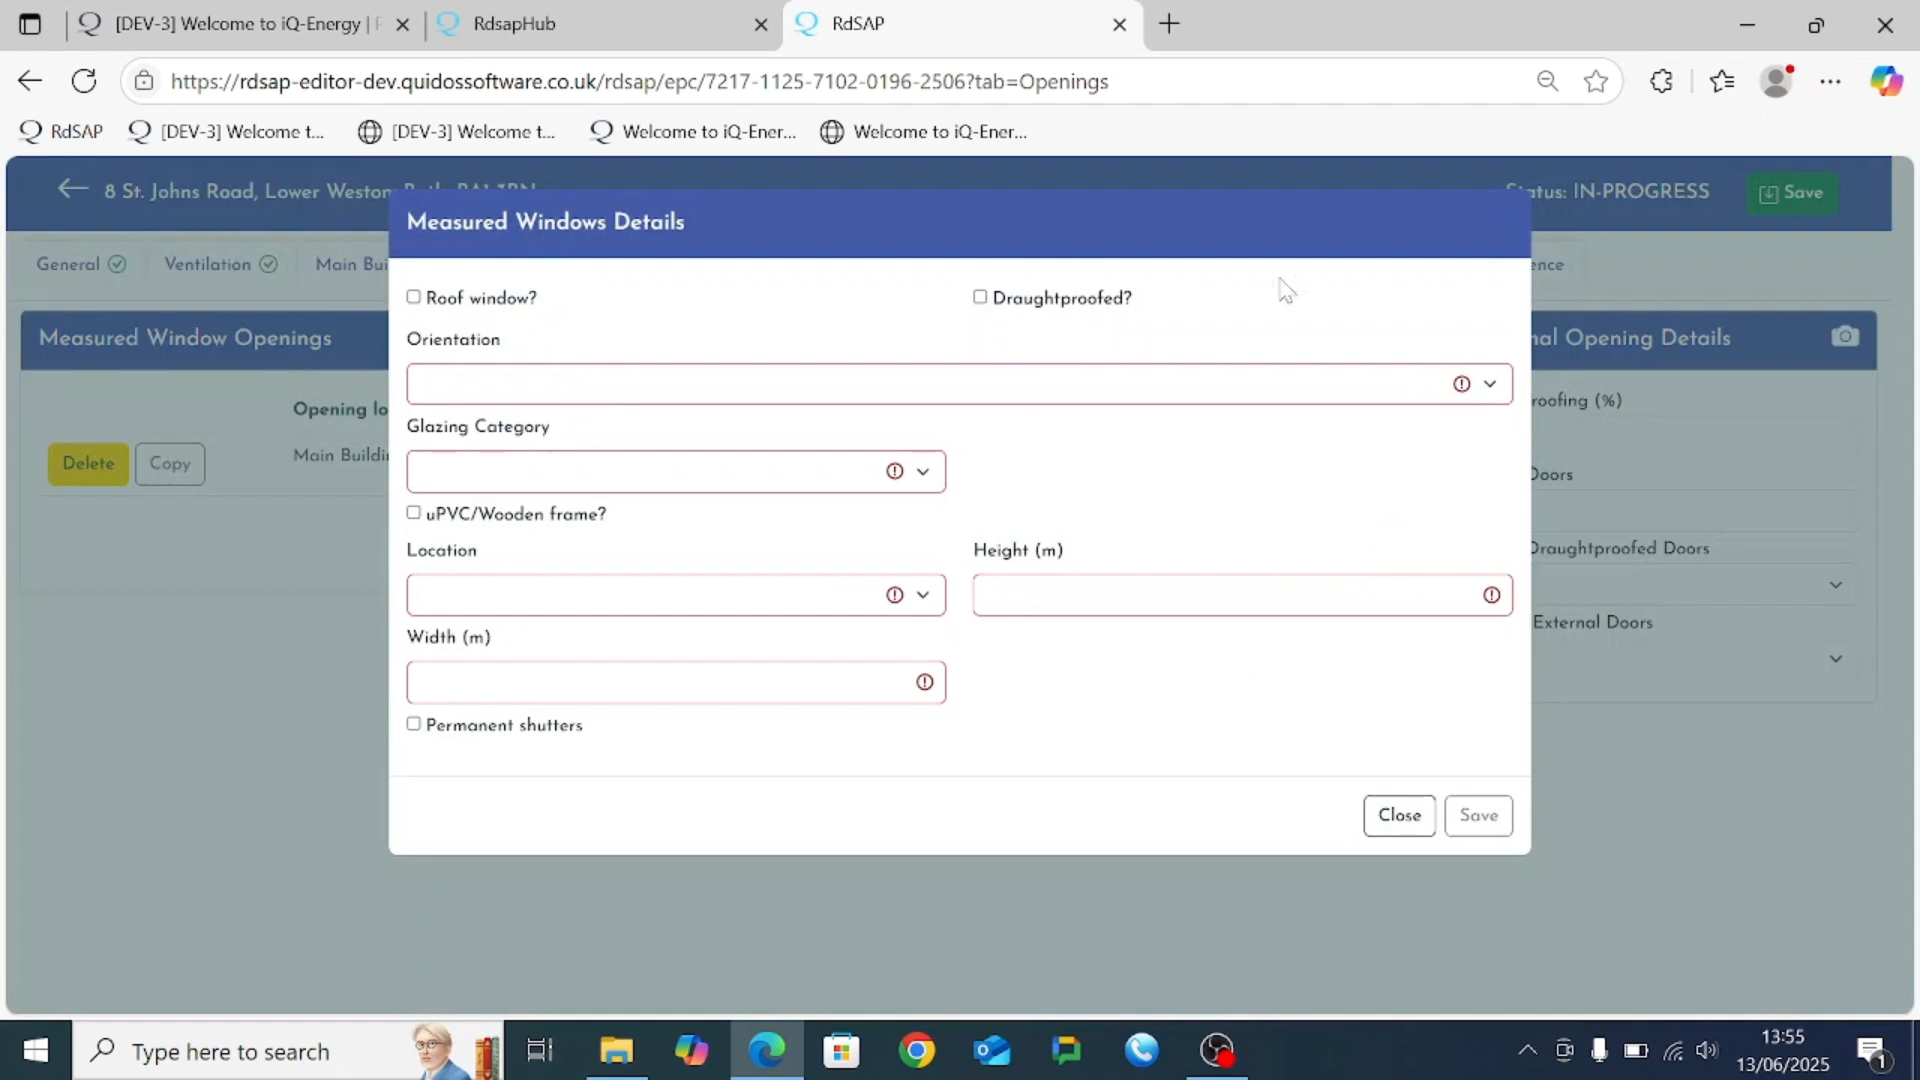 [DEV-3] Welcome to iQ-Energy |
RdsapHub
RdSAP
https://rdsap-editor-dev.quidossoftware.co.uk/rdsap/epc/7217-1125-7102-0196-2506?tab=Openings
RdSAP
[DEV-3] Welcome t...
[DEV-3] Welcome t...
Welcome to iQ-Ener...
Welcome to iQ-Ener...
8 St. Johns Road, Lower Weston
Status: IN-PROGRESS
Save
General
Ventilation
Main Bui
ence
Measured Windows Details
Roof window?
Draughtproofed?
Orientation
Glazing Category
uPVC/Wooden frame?
Location
Height (m)
Width (m)
Permanent shutters
Close
Save
Measured Window Openings
Opening lo
Delete
Copy
Main Buildi
nal Opening Details
roofing (%)
Doors
Draughtproofed Doors
External Doors
Type here to search
13:55
13/06/2025
1